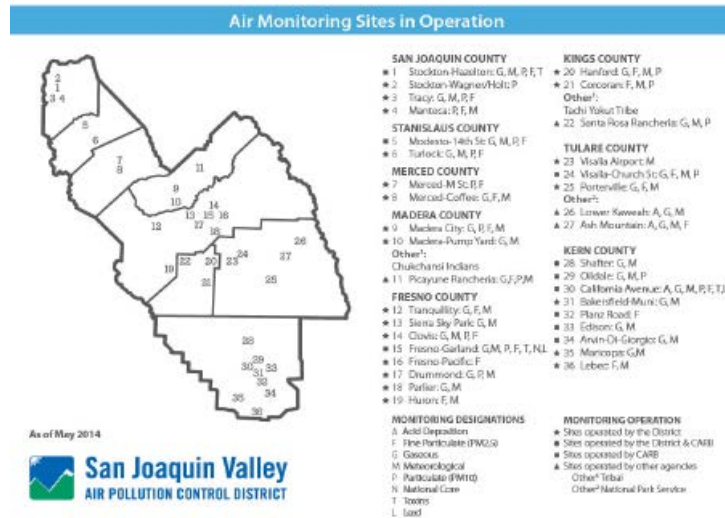 Air Monitoring Sites in Operation
SAN JOAQUIN COUNTY
1 Stockton-Hazelton: G, M, P, F, T
2 Stockton-Wagner/Holt: P
3 Tracy: G, M, P, F
4 Manteca: P, F, M
STANISLAUS COUNTY
5 Modesto-14th St: G, M, P, F
6 Turlock: G, M, P, F
MERCED COUNTY
7 Merced-M St: P, F
8 Merced-Coffee: G, F, M
MADERA COUNTY
9 Madera City: G, P, F, M
10 Madera-Pump Yard: G, M
Other¹:
Chukchansi Indians
11 Picayune Rancheria: G,F,P,M
FRESNO COUNTY
12 Tranquillity: G, F, M
13 Sierra Sky Park: G, M
14 Clovis: G, M, P, F
15 Fresno-Garland: G,M, P, F, T, N,L
16 Fresno-Pacific: F
17 Drummond: G, P, M
18 Parlier: G, M
19 Huron: F, M
KINGS COUNTY
20 Hanford: G, F, M, P
21 Corcoran: F, M, P
Other¹:
Tachi Yokut Tribe
22 Santa Rosa Rancheria: G, M, P
TULARE COUNTY
23 Visalia Airport: M
24 Visalia-Church St: G, F, M, P
25 Porterville: G, F, M
Other²:
26 Lower Kaweah: A, G, M
27 Ash Mountain: A, G, M, F
KERN COUNTY
28 Shafter: G, M
29 Oildale: G, M, P
30 California Avenue: A, G, M, P, F, T,L
31 Bakersfield-Muni: G, M
32 Planz Road: F
33 Edison: G, M
34 Arvin-Di-Giorgio: G, M
35 Maricopa: G,M
36 Lebec: F, M
MONITORING DESIGNATIONS
A Acid Deposition
F Fine Particulate (PM2.5)
G Gaseous
M Meteorological
P Particulate (PM10)
N National Core
T Toxins
L Lead
MONITORING OPERATION
Sites operated by the District
Sites operated by the District & CARB
Sites operated by CARB
Sites operated by other agencies
Other¹ Tribal
Other² National Park Service
2
1
3 4
5
6
7
8
11
9
10
14
13 15 16
12
17
18
26
24
27
19
22
20
23
21
25
28
29
30
33
31
32
34
35
36
As of May 2014
San Joaquin Valley
AIR POLLUTION CONTROL DISTRICT